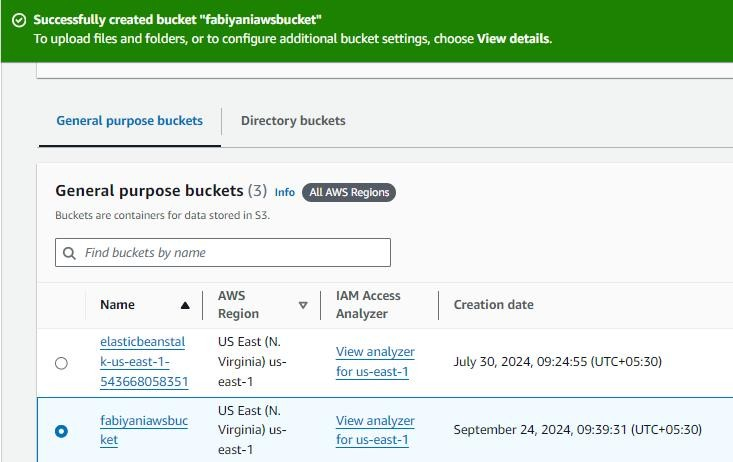 Successfully created bucket "fabiyaniawsbucket"
To upload files and folders, or to configure additional bucket settings, choose View details.
General purpose buckets
Directory buckets
General purpose buckets (3) Info All AWS Regions
Buckets are containers for data stored in S3.
Find buckets by name
Name
AWS
Region
IAM Access
Analyzer
Creation date
elasticbeanstal
k-us-east-1-
543668058351
US East (N.
Virginia) us-
east-1
View analyzer
for us-east-1
July 30, 2024, 09:24:55 (UTC+05:30)
fabiyaniawsbuc
ket
US East (N.
Virginia) us-
east-1
View analyzer
for us-east-1
September 24, 2024, 09:39:31 (UTC+05:30)